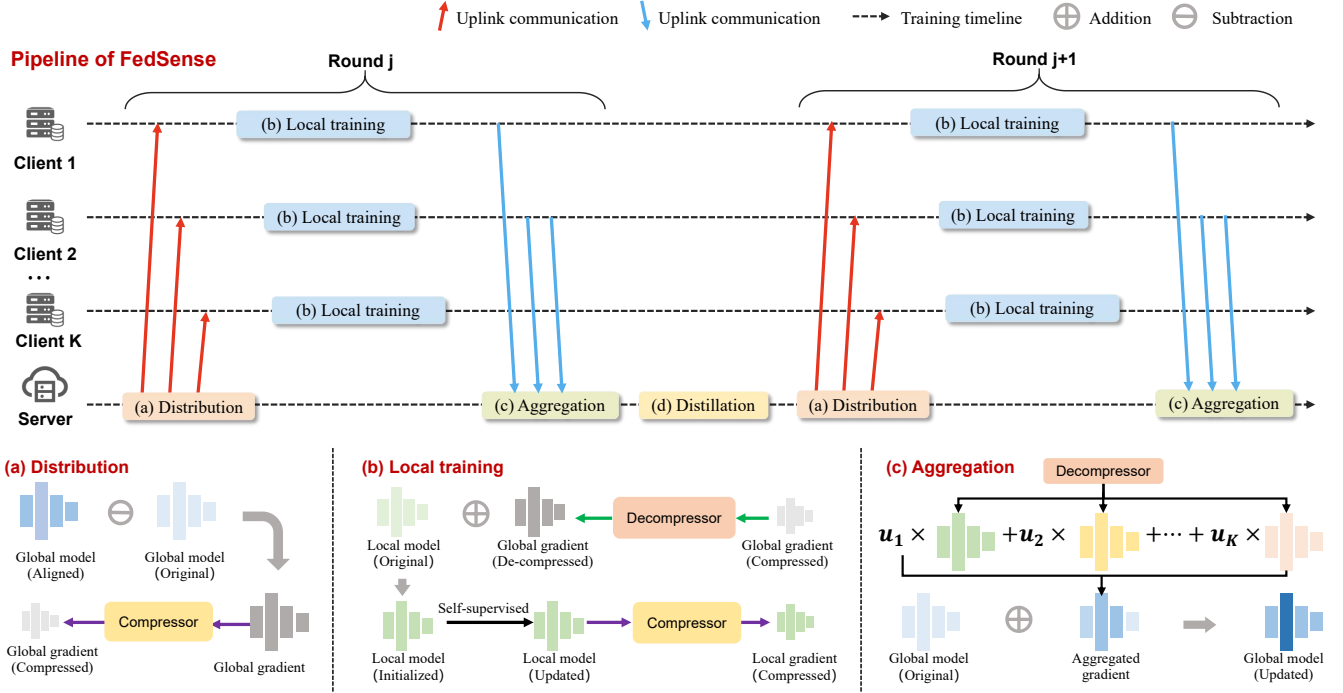 Uplink communication
Uplink communication
Training timeline
Addition
Subtraction
Pipeline of FedSense
Round j
Round j+1
Client 1
(b) Local training
(b) Local training
Client 2
(b) Local training
(b) Local training
...
Client K
(b) Local training
(b) Local training
Server
(a) Distribution
(c) Aggregation
(d) Distillation
(a) Distribution
(c) Aggregation
(a) Distribution
Global model
(Aligned)
Global model
(Original)
Compressor
Global gradient
(Compressed)
Global gradient
(b) Local training
Local model
(Original)
Global gradient
(De-compressed)
Decompressor
Global gradient
(Compressed)
Self-supervised
Compressor
Local model
(Initialized)
Local model
(Updated)
Local gradient
(Compressed)
(c) Aggregation
Decompressor
u₁ × +u₂ × +⋯+ u_K ×
Global model
(Original)
Aggregated
gradient
Global model
(Updated)